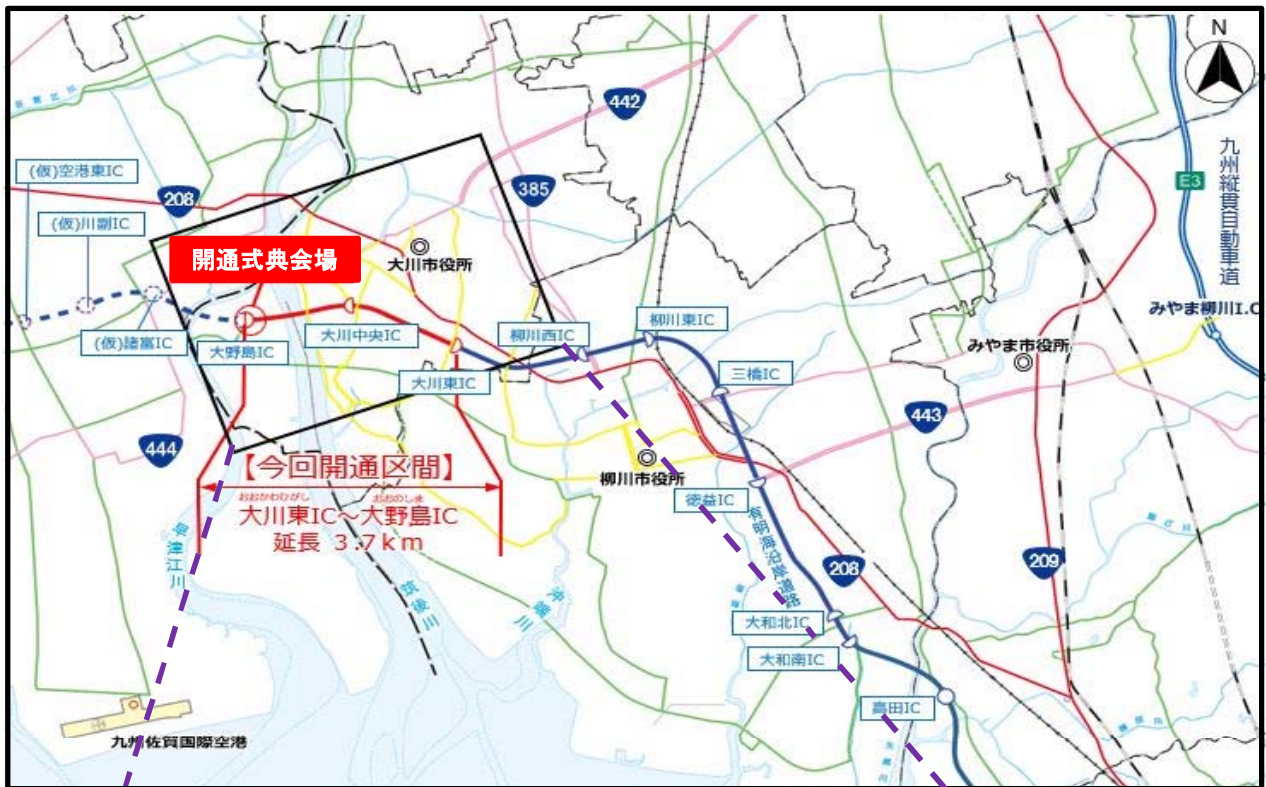 N
442
九州縦貫自動車道
E3
(仮)空港東IC
208
385
(仮)川副IC
開通式典会場
大川市役所
みやま柳川I.C
(仮)諸富IC
大野島IC
大川中央IC
大川東IC
柳川西IC
柳川東IC
みやま市役所
三橋IC
443
444
【今回開通区間】
おおかわひがし おおのしま
大川東IC～大野島IC
延長 3.7km
柳川市役所
徳益IC
有明海沿岸道路
早津江川
筑後川
沖端川
208
209
大和北IC
大和南IC
高田IC
九州佐賀国際空港